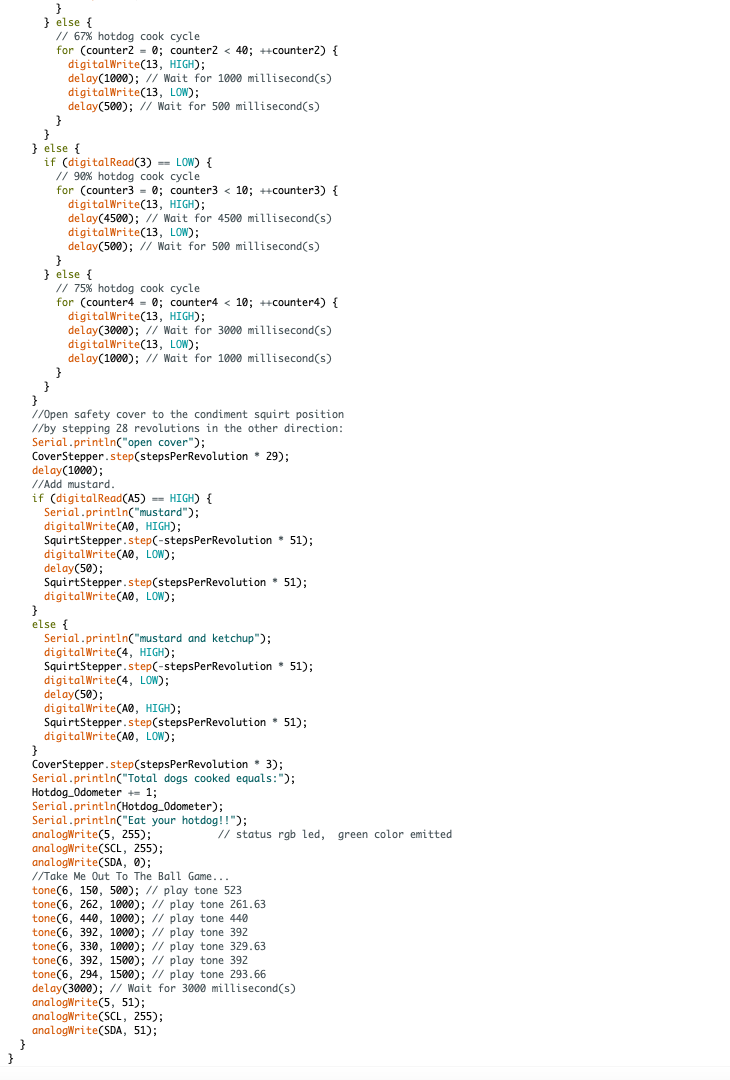 }
} else {
// 67% hotdog cook cycle
for (counter2 = 0; counter2 < 40; ++counter2) {
digitalWrite(13, HIGH);
delay(1000); // Wait for 1000 millisecond(s)
digitalWrite(13, LOW);
delay(500); // Wait for 500 millisecond(s)
}
}
} else {
if (digitalRead(3) == LOW) {
// 90% hotdog cook cycle
for (counter3 = 0; counter3 < 10; ++counter3) {
digitalWrite(13, HIGH);
delay(4500); // Wait for 4500 millisecond(s)
digitalWrite(13, LOW);
delay(500); // Wait for 500 millisecond(s)
}
} else {
// 75% hotdog cook cycle
for (counter4 = 0; counter4 < 10; ++counter4) {
digitalWrite(13, HIGH);
delay(3000); // Wait for 3000 millisecond(s)
digitalWrite(13, LOW);
delay(1000); // Wait for 1000 millisecond(s)
}
}
}
//Open safety cover to the condiment squirt position
//by stepping 28 revolutions in the other direction:
Serial.println("open cover");
CoverStepper.step(stepsPerRevolution * 29);
delay(1000);
//Add mustard.
if (digitalRead(A5) == HIGH) {
Serial.println("mustard");
digitalWrite(A0, HIGH);
SquirtStepper.step(-stepsPerRevolution * 51);
digitalWrite(A0, LOW);
delay(50);
SquirtStepper.step(stepsPerRevolution * 51);
digitalWrite(A0, LOW);
}
else {
Serial.println("mustard and ketchup");
digitalWrite(4, HIGH);
SquirtStepper.step(-stepsPerRevolution * 51);
digitalWrite(4, LOW);
delay(50);
digitalWrite(A0, HIGH);
SquirtStepper.step(stepsPerRevolution * 51);
digitalWrite(A0, LOW);
}
CoverStepper.step(stepsPerRevolution * 3);
Serial.println("Total dogs cooked equals:");
Hotdog_Odometer += 1;
Serial.println(Hotdog_Odometer);
Serial.println("Eat your hotdog!!");
analogWrite(5, 255); // status rgb led, green color emitted
analogWrite(SCL, 255);
analogWrite(SDA, 0);
//Take Me Out To The Ball Game...
tone(6, 150, 500); // play tone 523
tone(6, 262, 1000); // play tone 261.63
tone(6, 440, 1000); // play tone 440
tone(6, 392, 1000); // play tone 392
tone(6, 330, 1000); // play tone 329.63
tone(6, 392, 1500); // play tone 392
tone(6, 294, 1500); // play tone 293.66
delay(3000); // Wait for 3000 millisecond(s)
analogWrite(5, 51);
analogWrite(SCL, 255);
analogWrite(SDA, 51);
}
}